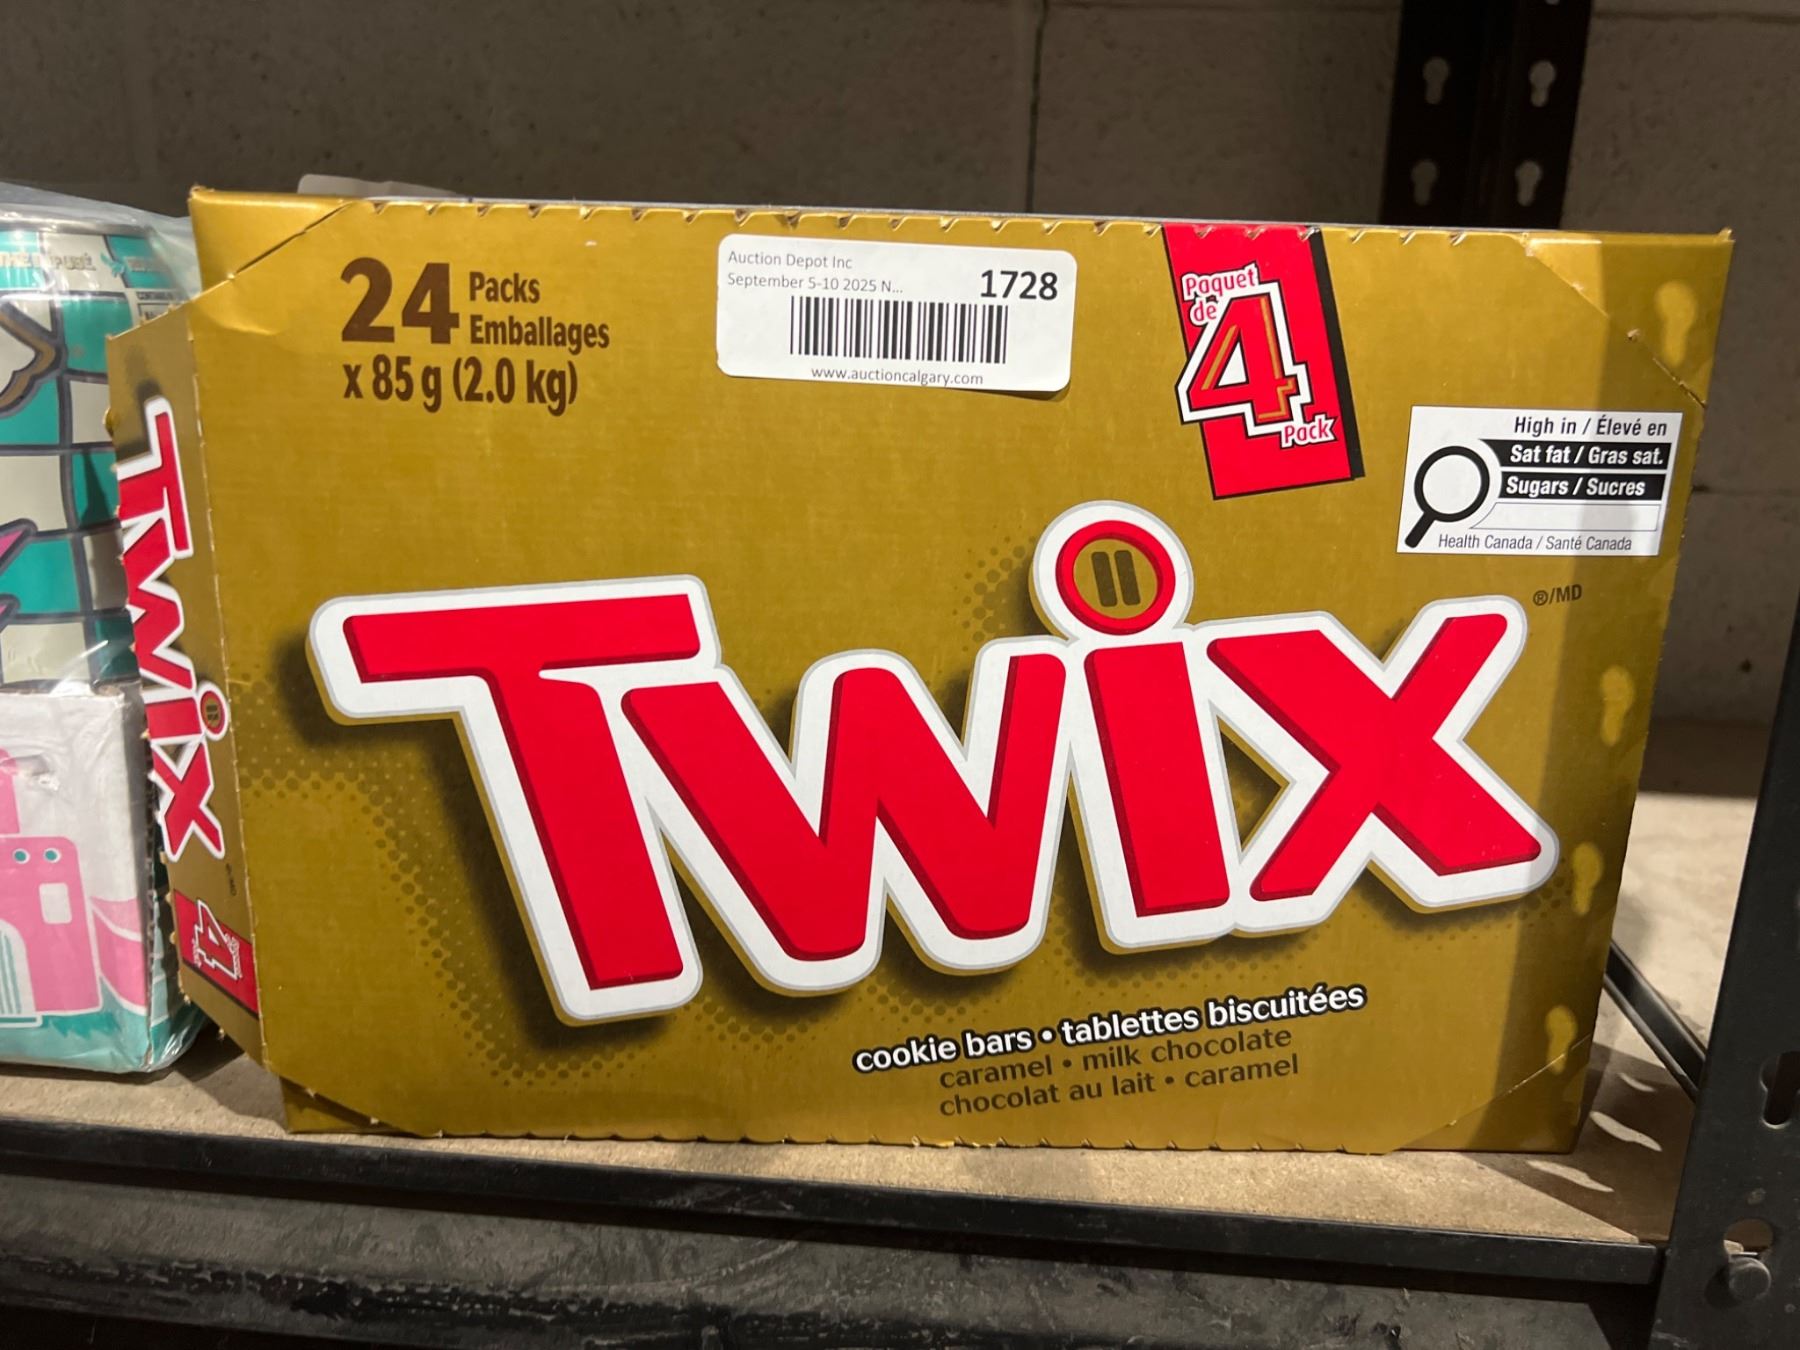 24 Packs
Emballages
x 85 g (2.0 kg)
Auction Depot Inc
September 5-10 2025 N...
1728
www.auctioncalgary.com
Paquet
de
4
Pack
High in / Élevé en
Sat fat / Gras sat.
Sugars / Sucres
Health Canada / Santé Canada
®/MD
Twix
cookie bars • tablettes biscuitées
caramel • milk chocolate
chocolat au lait • caramel
Twix
4